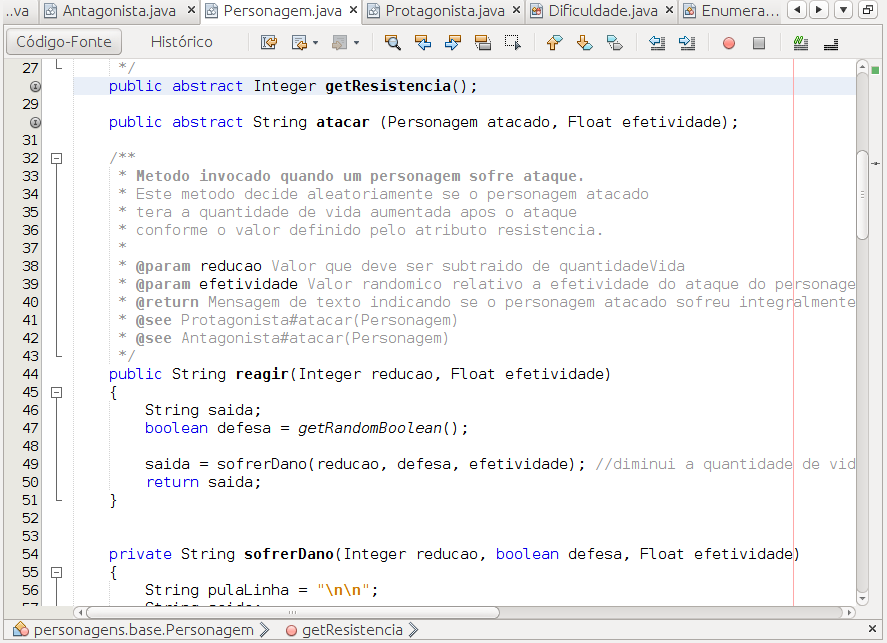 ..va Antagonista.java Personagem.java Protagonista.java Dificuldade.java Enumera...
Código-Fonte Histórico
27 */
public abstract Integer getResistencia();
29
public abstract String atacar (Personagem atacado, Float efetividade);
31
32 /**
33 * Metodo invocado quando um personagem sofre ataque.
34 * Este metodo decide aleatoriamente se o personagem atacado
35 * tera a quantidade de vida aumentada apos o ataque
36 * conforme o valor definido pelo atributo resistencia.
37 *
38 * @param reducao Valor que deve ser subtraido de quantidadeVida
39 * @param efetividade Valor randomico relativo a efetividade do ataque do personage
40 * @return Mensagem de texto indicando se o personagem atacado sofreu integralmente
41 * @see Protagonista#atacar(Personagem)
42 * @see Antagonista#atacar(Personagem)
43 */
44 public String reagir(Integer reducao, Float efetividade)
45 {
46 String saida;
47 boolean defesa = getRandomBoolean();
48
49 saida = sofrerDano(reducao, defesa, efetividade); //diminui a quantidade de vid
50 return saida;
51 }
52
53
54 private String sofrerDano(Integer reducao, boolean defesa, Float efetividade)
55 {
56 String pulaLinha = "\n\n";
57 String saida;
personagens.base.Personagem getResistencia